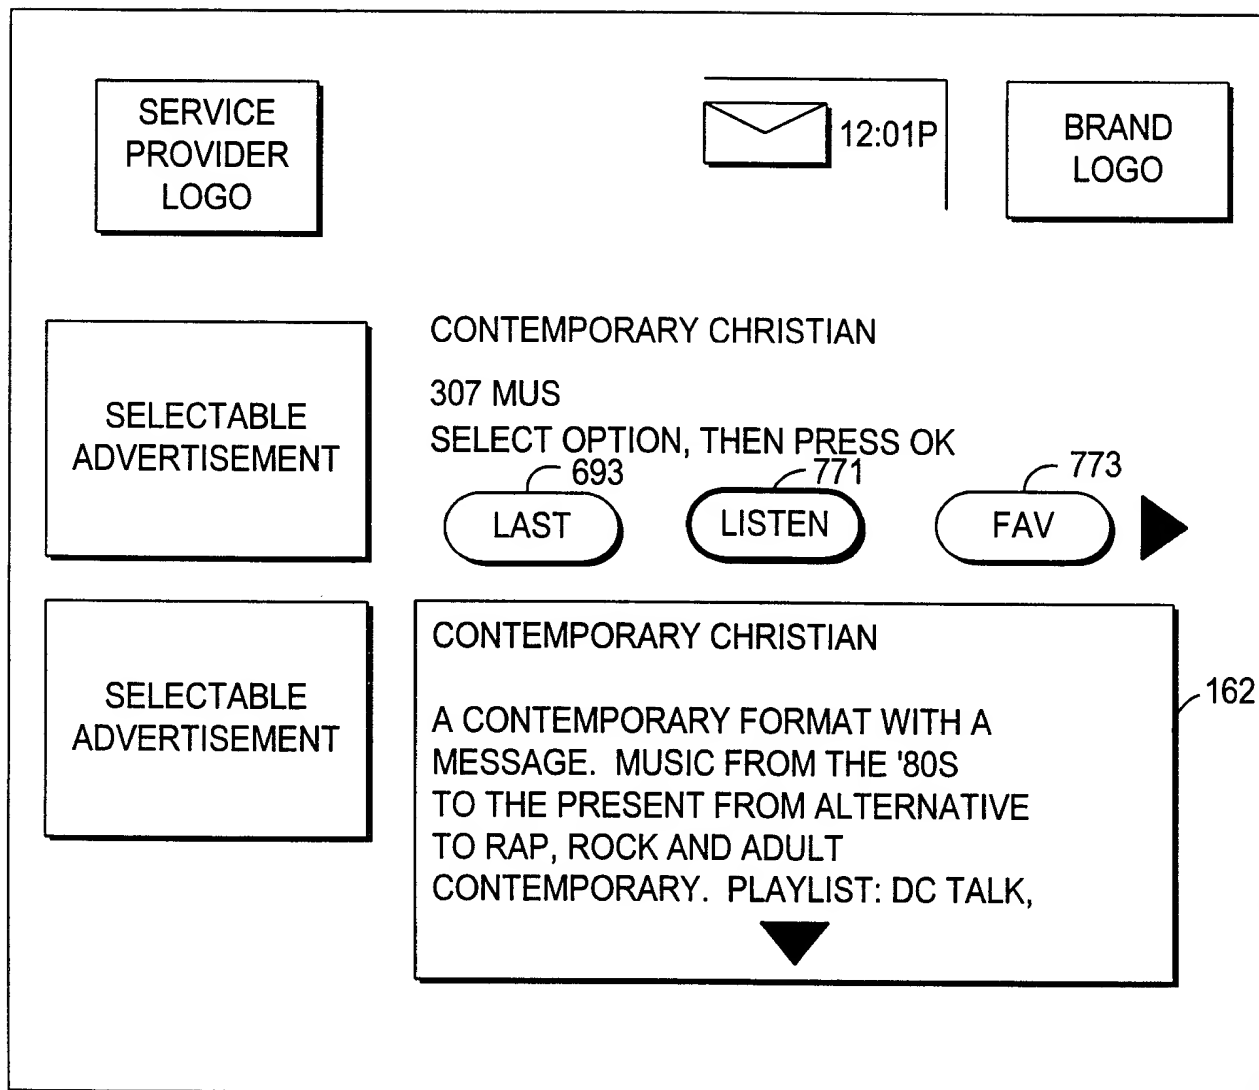 SERVICE
PROVIDER
LOGO
12:01P
BRAND
LOGO
SELECTABLE
ADVERTISEMENT
CONTEMPORARY CHRISTIAN
307 MUS
SELECT OPTION, THEN PRESS OK
693
771
773
LAST
LISTEN
FAV
SELECTABLE
ADVERTISEMENT
CONTEMPORARY CHRISTIAN
162
A CONTEMPORARY FORMAT WITH A
MESSAGE. MUSIC FROM THE '80S
TO THE PRESENT FROM ALTERNATIVE
TO RAP, ROCK AND ADULT
CONTEMPORARY. PLAYLIST: DC TALK,